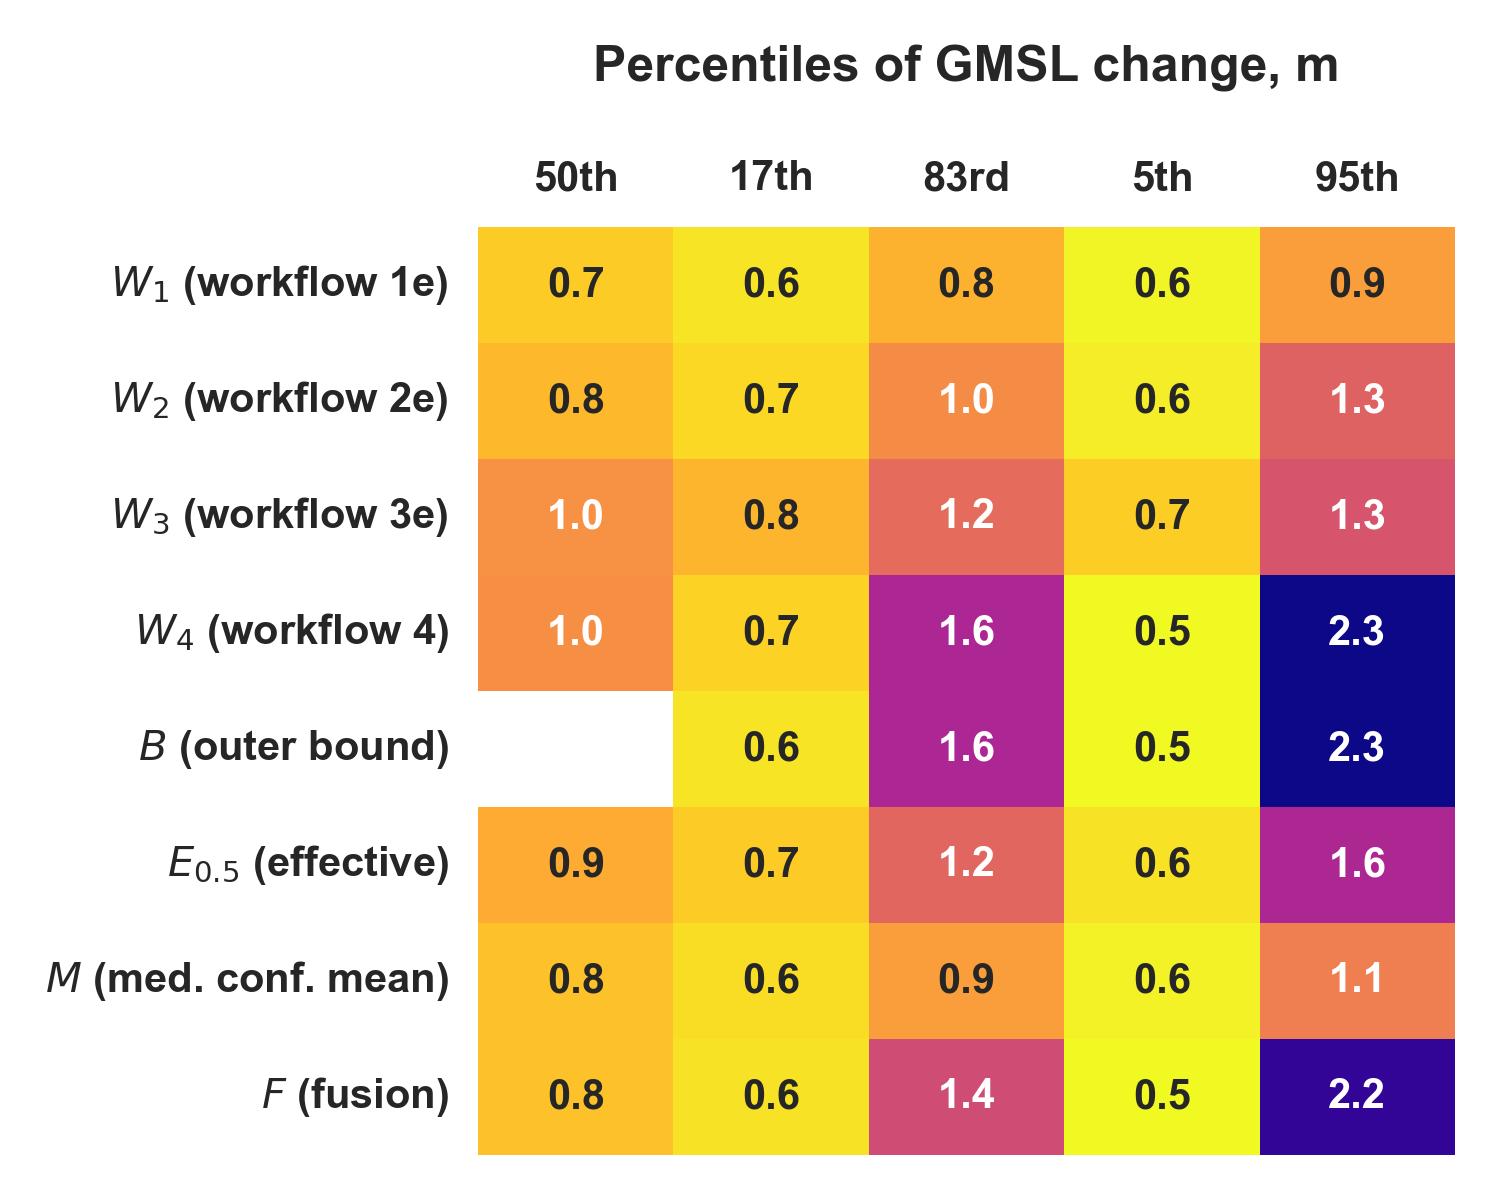 Percentiles of GMSL change, m
50th 17th 83rd 5th 95th
W₁ (workflow 1e) 0.7 0.6 0.8 0.6 0.9
W₂ (workflow 2e) 0.8 0.7 1.0 0.6 1.3
W₃ (workflow 3e) 1.0 0.8 1.2 0.7 1.3
W₄ (workflow 4) 1.0 0.7 1.6 0.5 2.3
B (outer bound) 0.6 1.6 0.5 2.3
E₀.₅ (effective) 0.9 0.7 1.2 0.6 1.6
M (med. conf. mean) 0.8 0.6 0.9 0.6 1.1
F (fusion) 0.8 0.6 1.4 0.5 2.2